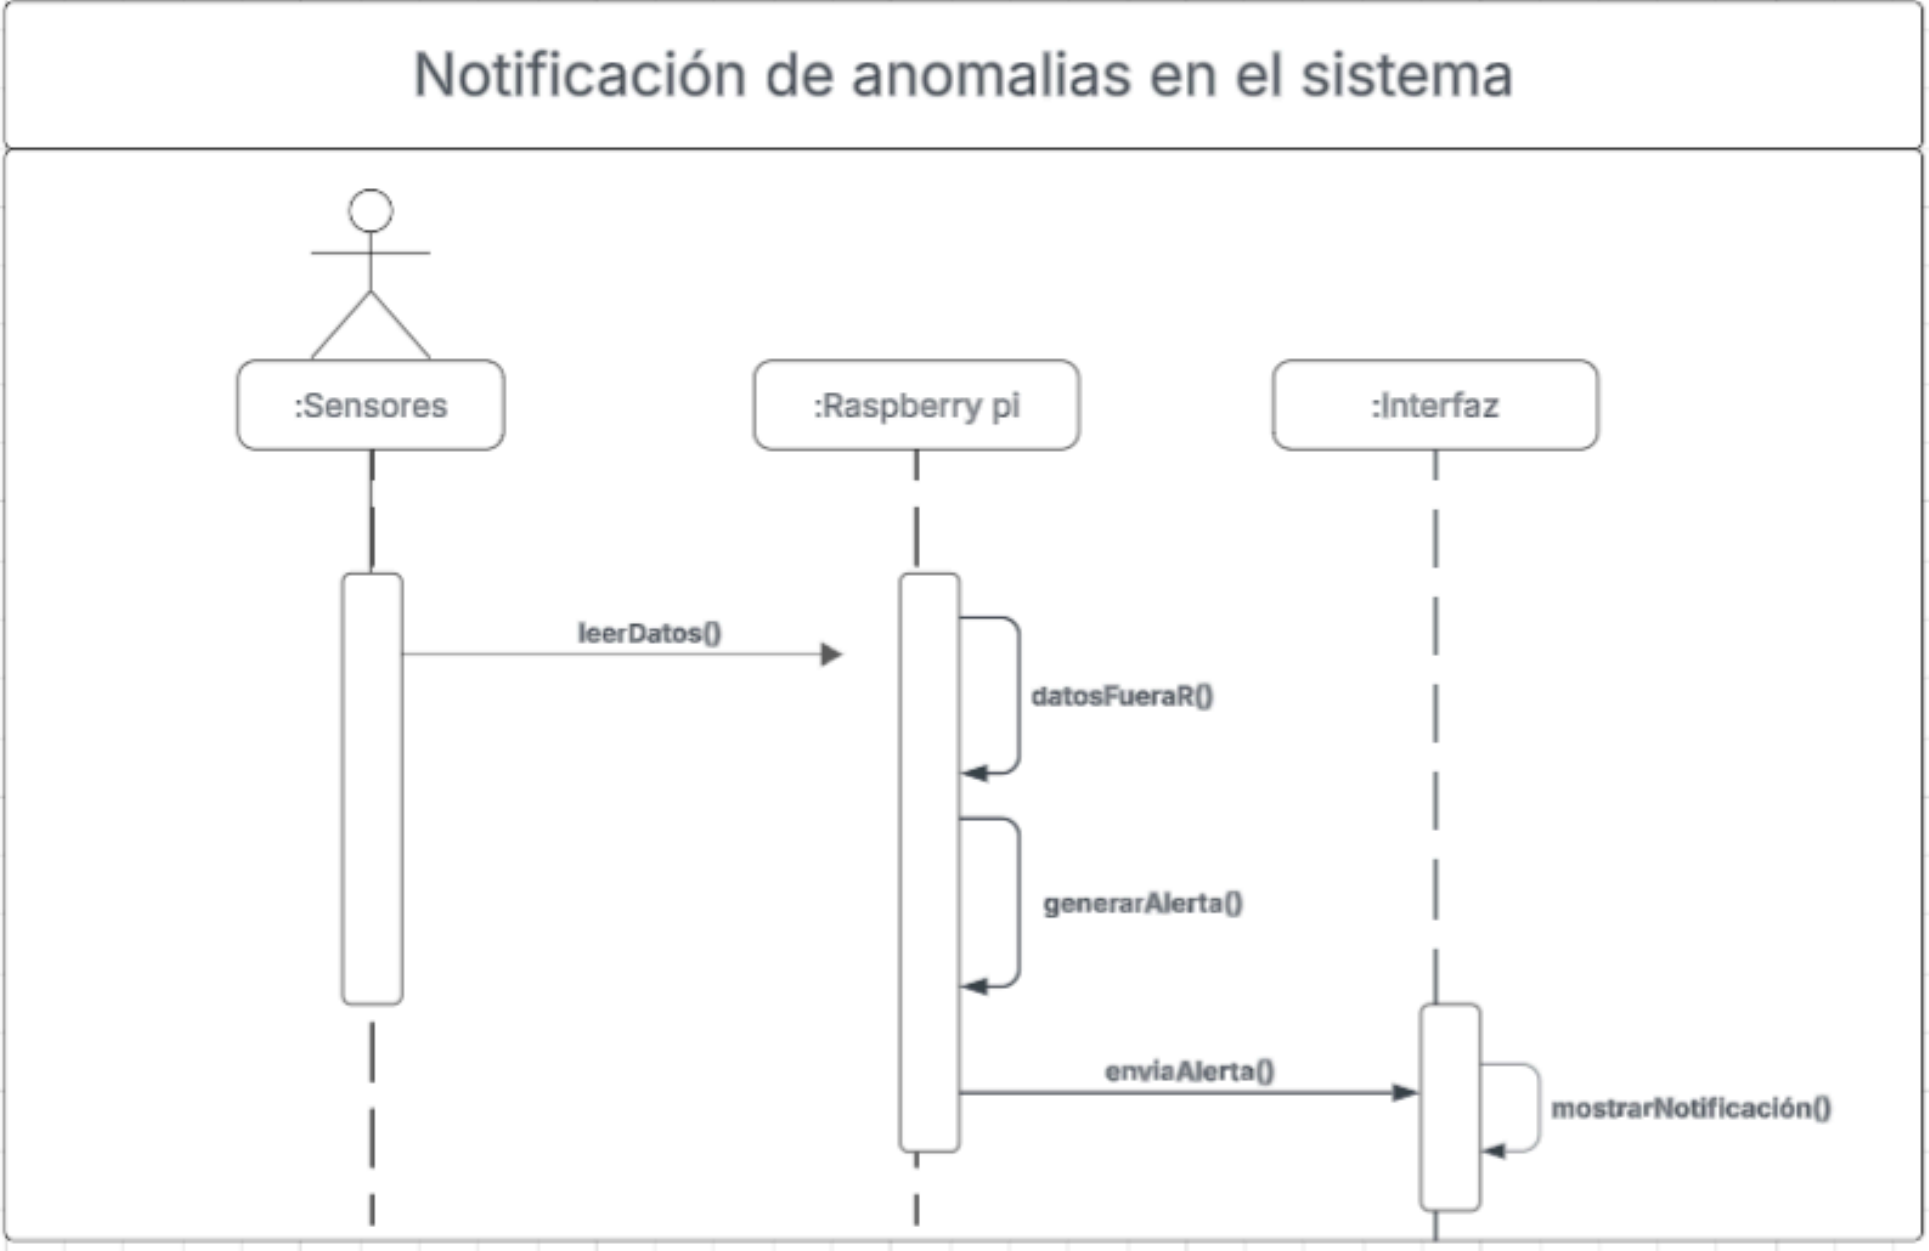 Notificación de anomalias en el sistema
:Sensores
:Raspberry pi
:Interfaz
leerDatos()
datosFueraR()
generarAlerta()
enviaAlerta()
mostrarNotificación()